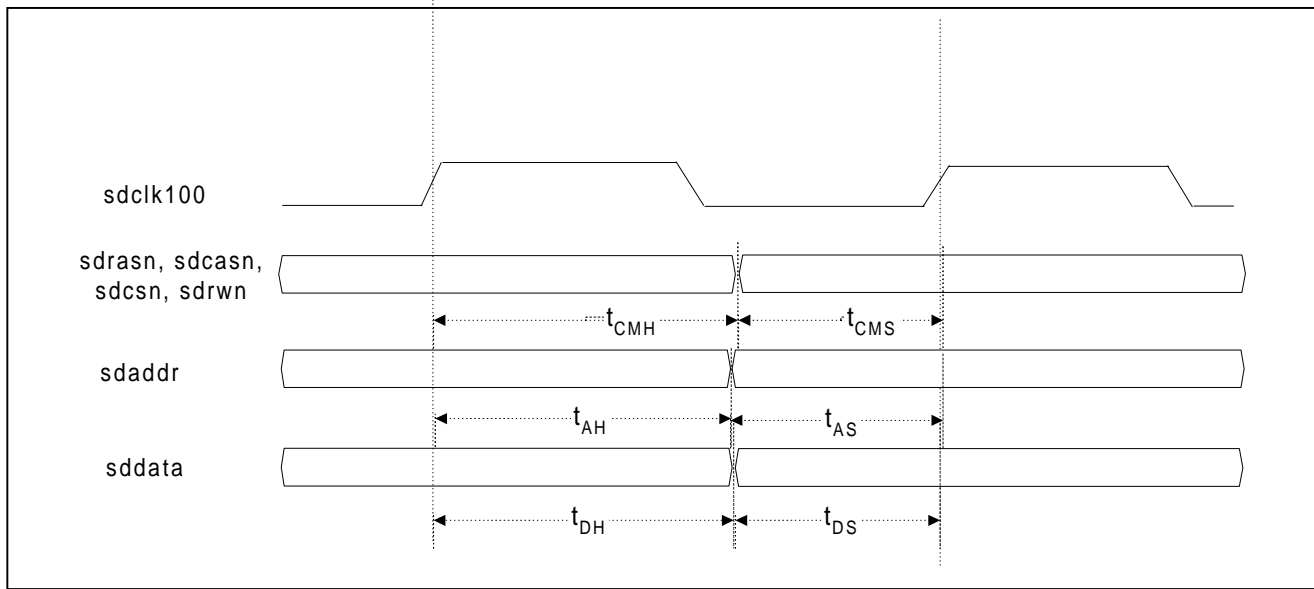 sdclk100
sdrasn, sdcasn,
sdcsn, sdrwn
tCMH
tCMS
sdaddr
tAH
tAS
sddata
tDH
tDS